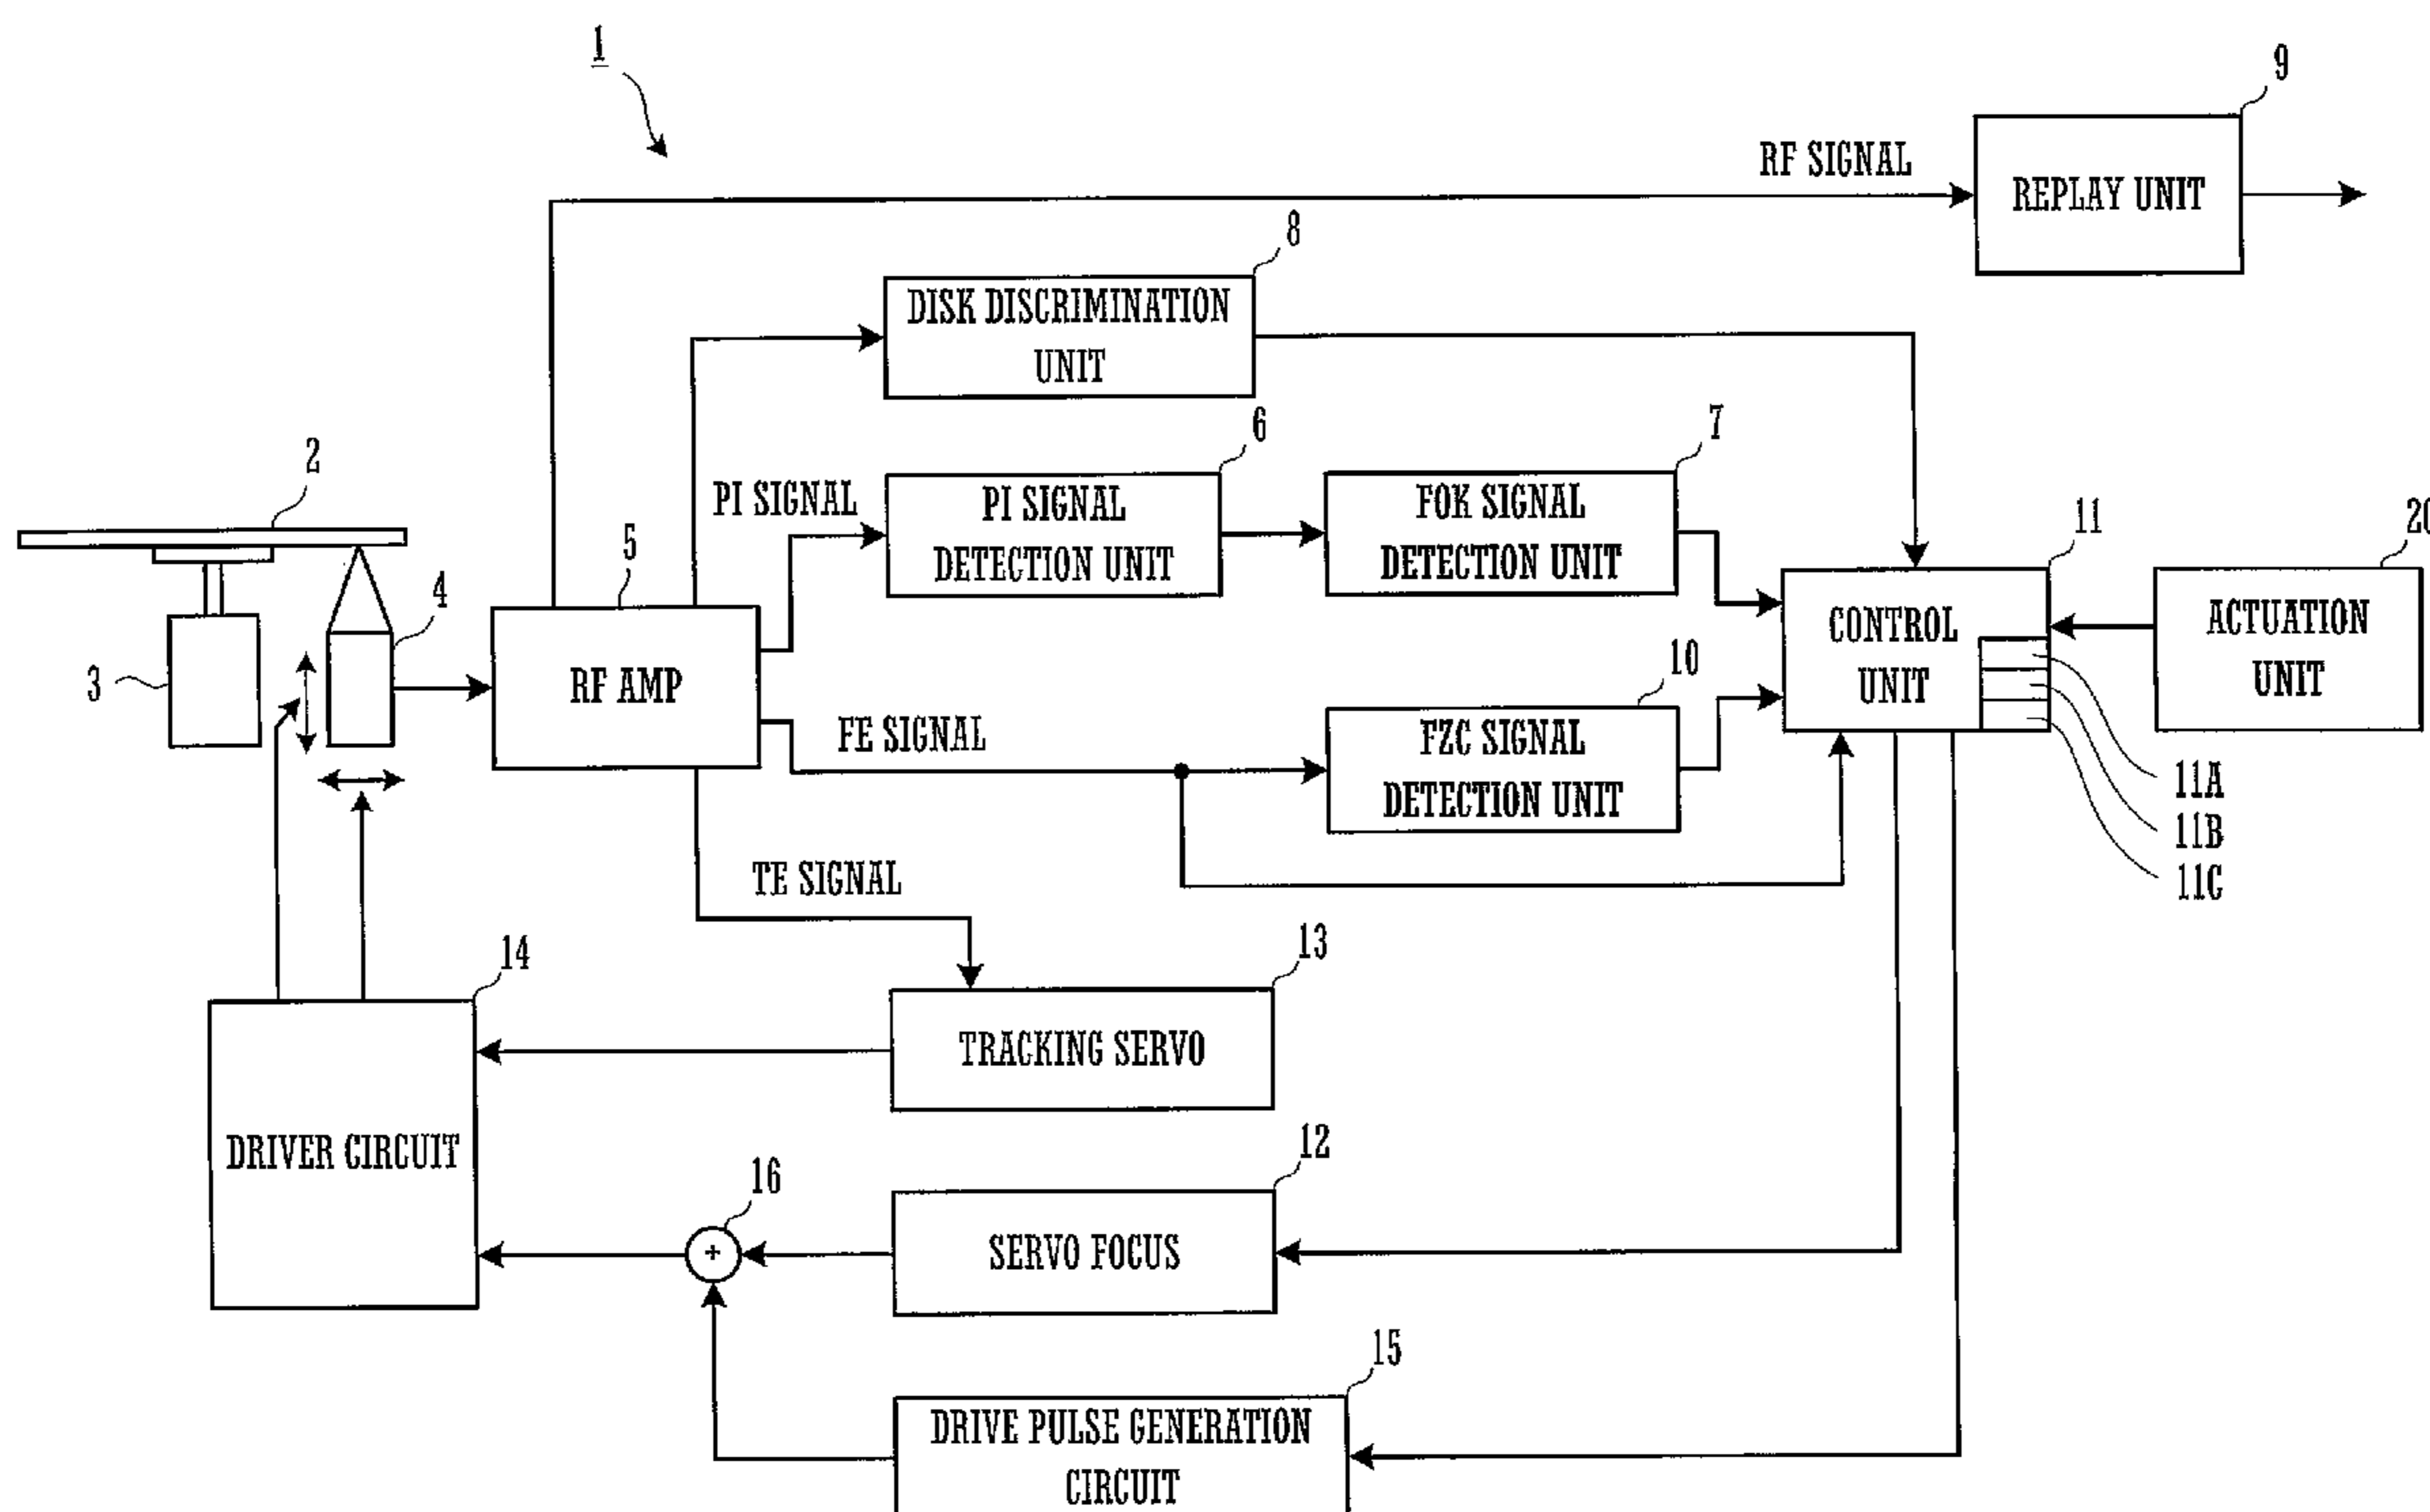 1
9
RF SIGNAL
REPLAY UNIT
8
DISK DISCRIMINATION
UNIT
6
7
2
PI SIGNAL
PI SIGNAL
DETECTION UNIT
FOK SIGNAL
DETECTION UNIT
11
20
5
4
3
RF AMP
CONTROL
UNIT
ACTUATION
UNIT
10
FE SIGNAL
FZC SIGNAL
DETECTION UNIT
11A
11B
11C
TE SIGNAL
14
13
TRACKING SERVO
DRIVER CIRCUIT
16
12
SERVO FOCUS
15
DRIVE PULSE GENERATION
CIRCUIT
+